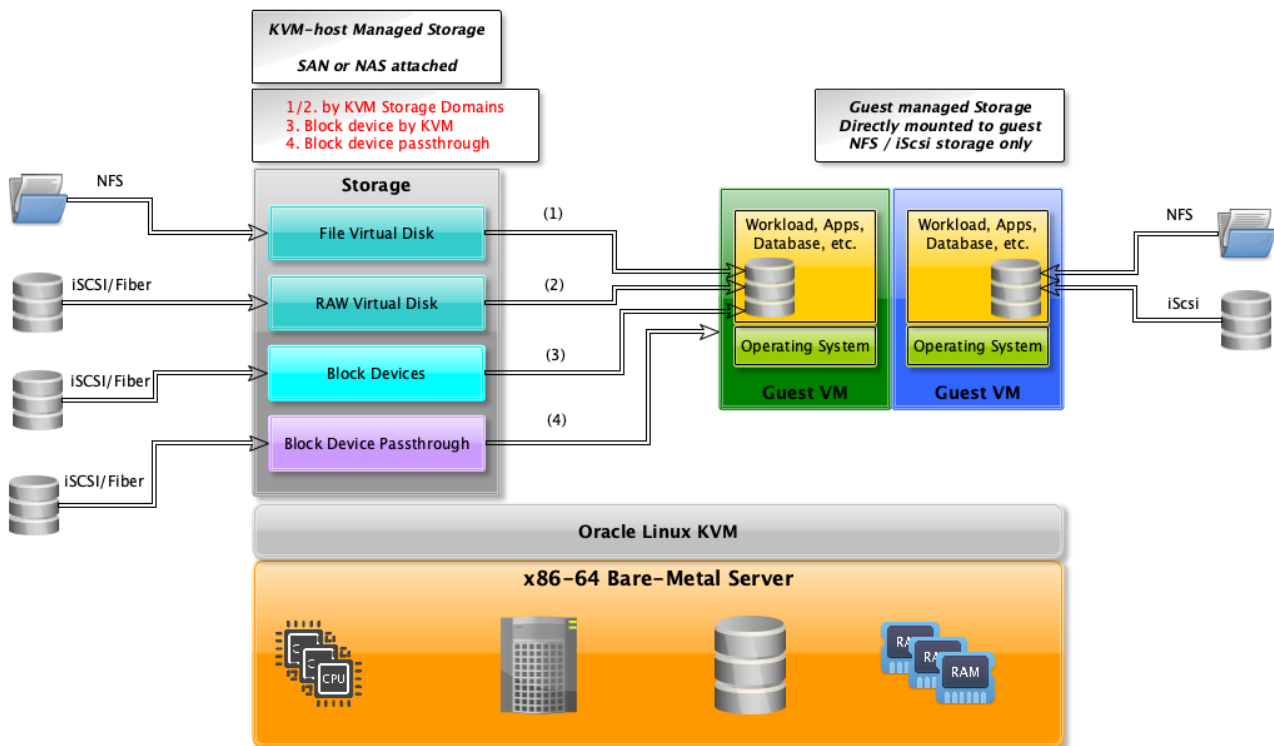 KVM-host Managed Storage
SAN or NAS attached
1/2. by KVM Storage Domains
3. Block device by KVM
4. Block device passthrough
Guest managed Storage
Directly mounted to guest
NFS / iScsi storage only
Storage
NFS
File Virtual Disk
(1)
iSCSI/Fiber
RAW Virtual Disk
(2)
iSCSI/Fiber
Block Devices
(3)
iSCSI/Fiber
Block Device Passthrough
(4)
Workload, Apps,
Database, etc.
Operating System
Guest VM
Workload, Apps,
Database, etc.
Operating System
Guest VM
NFS
iScsi
Oracle Linux KVM
x86-64 Bare-Metal Server
C
C
CPU
RA
RA
RAM